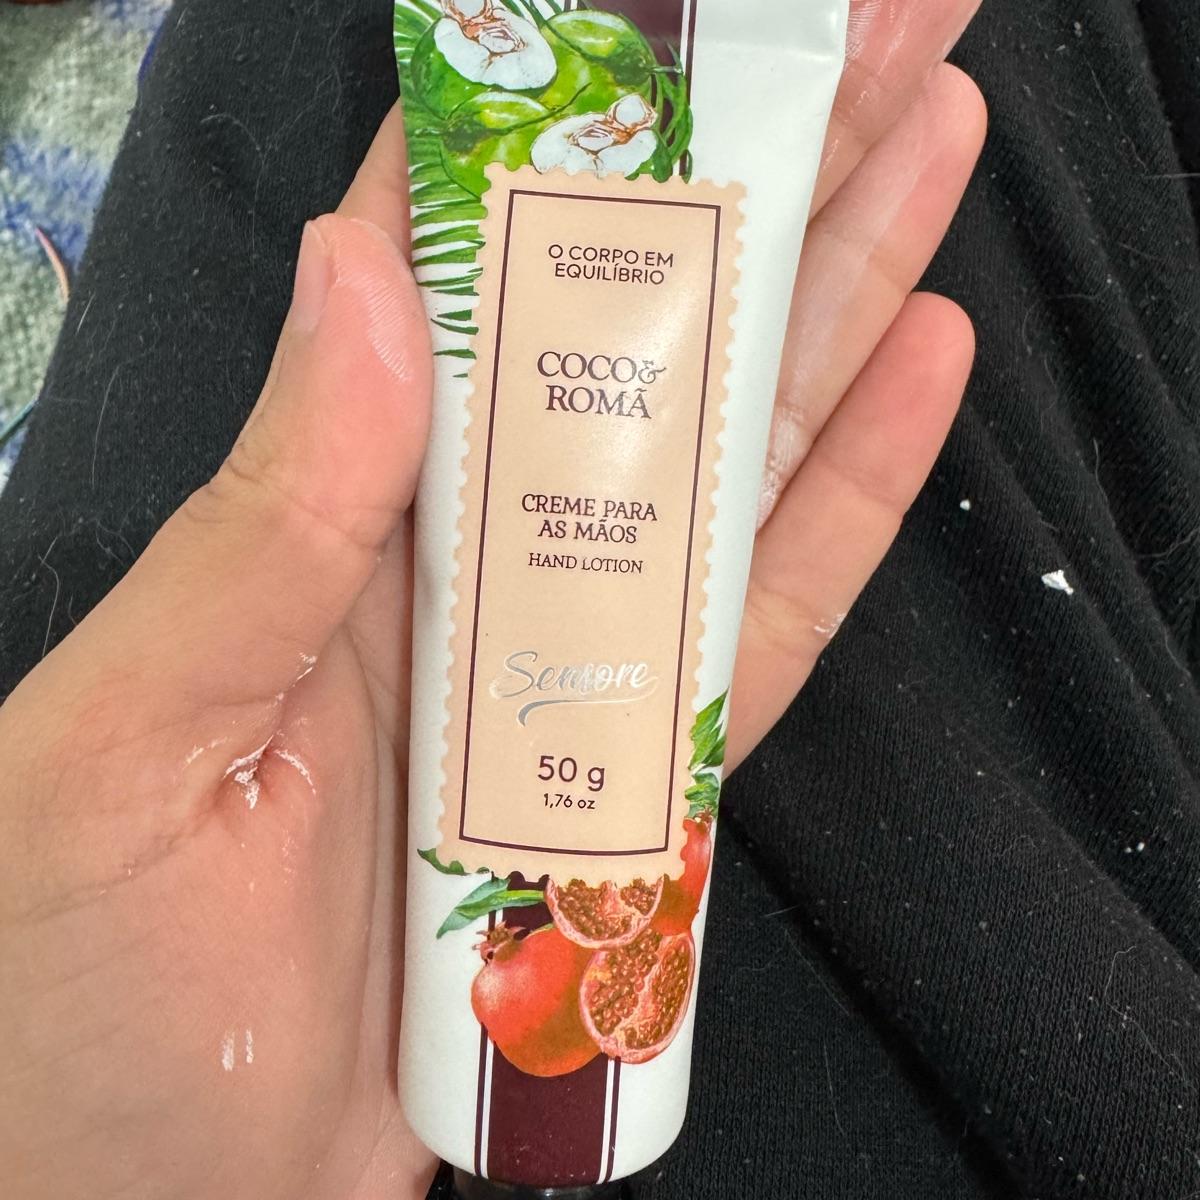 O CORPO EM
EQUILÍBRIO
COCO&
ROMÃ
CREME PARA
AS MÃOS
HAND LOTION
Sensore
50 g
1,76 oz